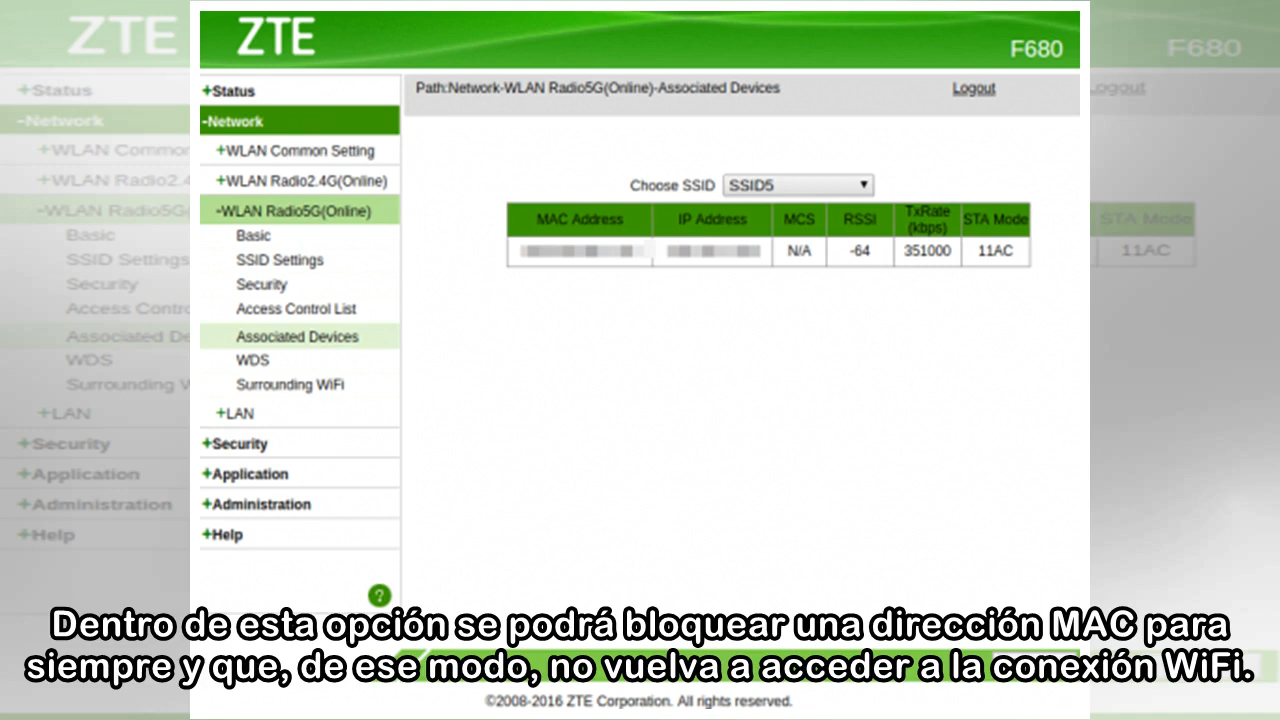 ZTE
F680
+Status
Path:Network-WLAN Radio5G(Online)-Associated Devices
Logout
-Network
+WLAN Common Setting
+WLAN Radio2.4G(Online)
-WLAN Radio5G(Online)
Basic
SSID Settings
Security
Access Control List
Associated Devices
WDS
Surrounding WiFi
+LAN
+Security
+Application
+Administration
+Help
?
Choose SSID SSID5
MAC Address IP Address MCS RSSI TxRate (kbps) STA Mode
N/A -64 351000 11AC
Dentro de esta opción se podrá bloquear una dirección MAC para
siempre y que, de ese modo, no vuelva a acceder a la conexión WiFi.
©2008-2016 ZTE Corporation. All rights reserved.